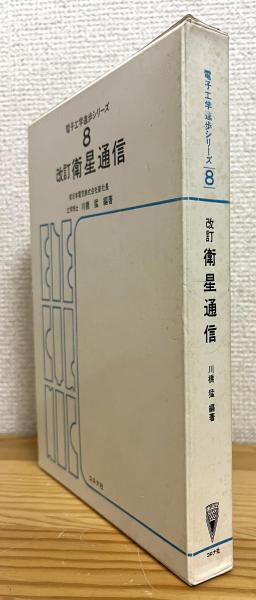 電子工学進歩シリーズ
8
改訂 衛星通信
工学博士 川橋 猛 編著
コロナ社
電子工学進歩シリーズ
8
改訂 衛星通信
川橋 猛 編著
コロナ社